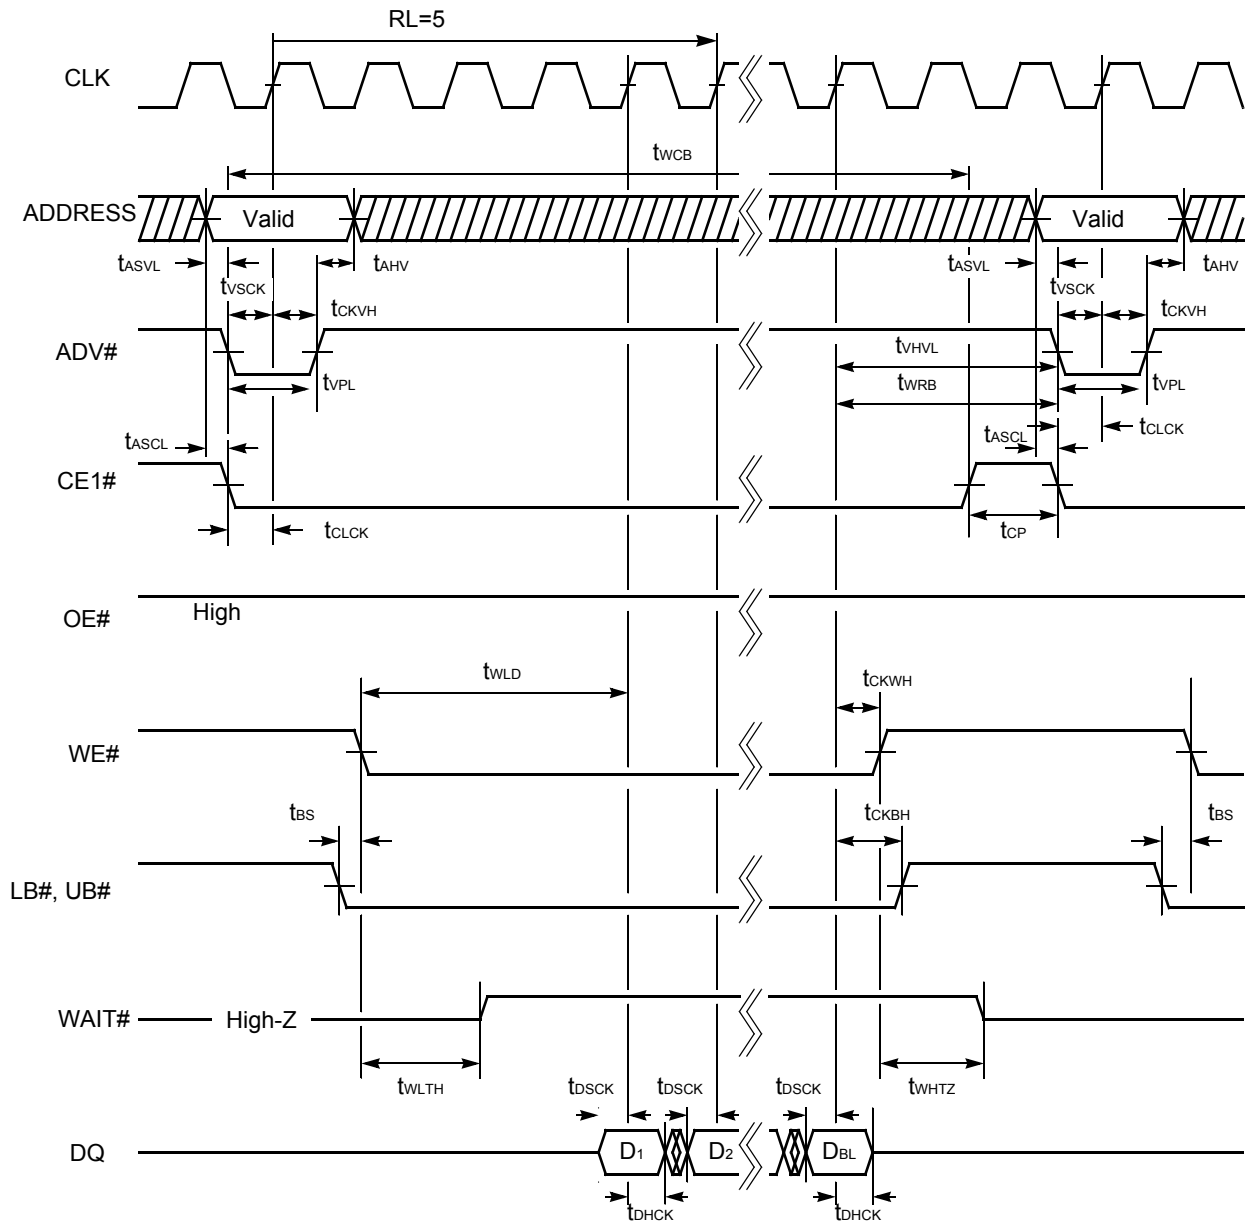 RL=5
CLK
tWCB
ADDRESS Valid Valid
tASVL tAHV tASVL tAHV
tVSCK tVSCK
tCKVH tCKVH
ADV# tVHVL
tVPL tWRB tVPL
tASCL tASCL tCLCK
CE1#
tCLCK tCP
OE# High
tWLD tCKWH
WE#
tBS tCKBH tBS
LB#, UB#
WAIT# High-Z
tWLTH tDSCK tDSCK tDSCK tWHTZ
DQ D1 D2 DBL
tDHCK tDHCK